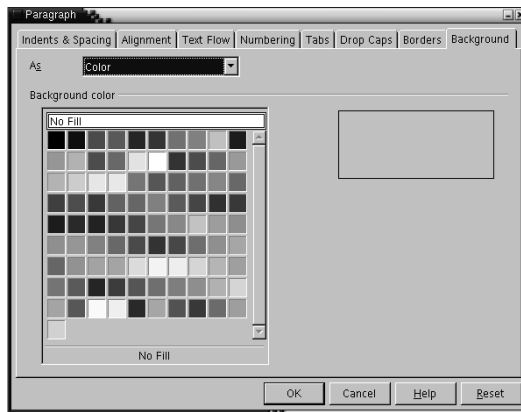 Paragraph
Indents & Spacing Alignment Text Flow Numbering Tabs Drop Caps Borders Background
As Color
Background color
No Fill
No Fill
OK Cancel Help Reset